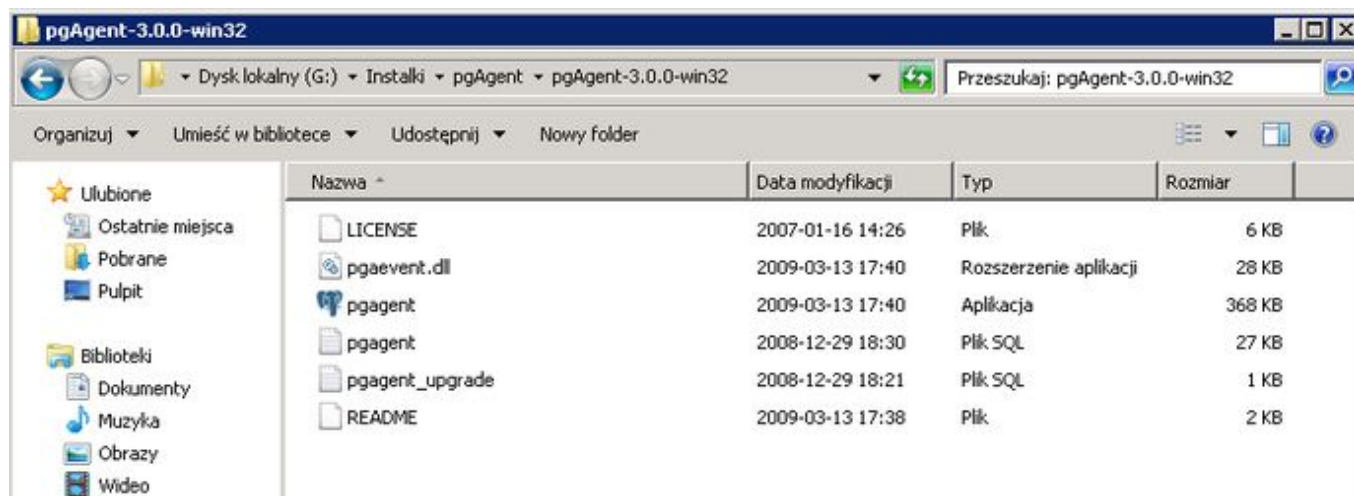 pgAgent-3.0.0-win32
Dysk lokalny (G:) Instalki pgAgent pgAgent-3.0.0-win32 Przeszukaj: pgAgent-3.0.0-win32
Organizuj Umieść w bibliotece Udostępnij Nowy folder
Ulubione
Ostatnie miejsca
Pobrane
Pulpit
Biblioteki
Dokumenty
Muzyka
Obrazy
Wideo
Nazwa Data modyfikacji Typ Rozmiar
LICENSE 2007-01-16 14:26 Plik 6 KB
pgaevent.dll 2009-03-13 17:40 Rozszerzenie aplikacji 28 KB
pgagent 2009-03-13 17:40 Aplikacja 368 KB
pgagent 2008-12-29 18:30 Plik SQL 27 KB
pgagent_upgrade 2008-12-29 18:21 Plik SQL 1 KB
README 2009-03-13 17:38 Plik 2 KB